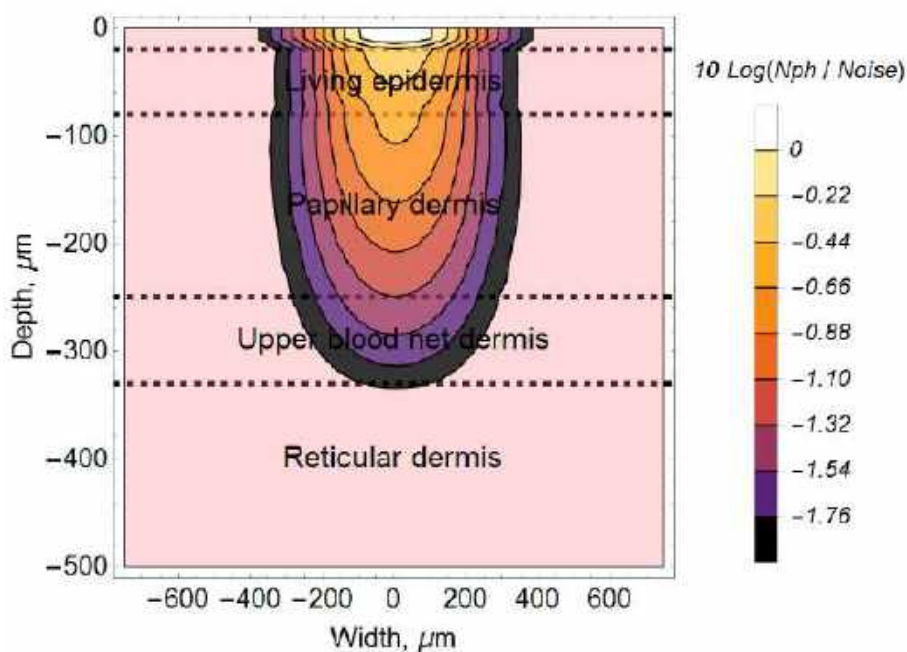 0
−100
−200
−300
−400
−500
Depth, μm
Living epidermis
Papillary dermis
Upper blood net dermis
Reticular dermis
−600 −400 −200 0 200 400 600
Width, μm
10 Log(Nph / Noise)
0
−0.22
−0.44
−0.66
−0.88
−1.10
−1.32
−1.54
−1.76